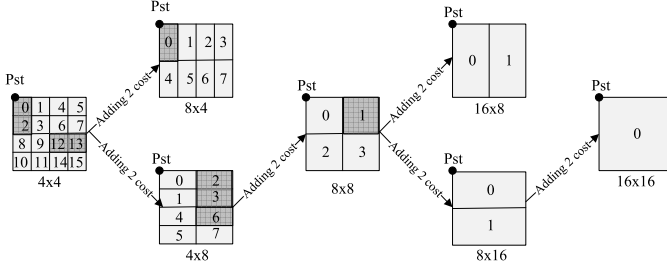 Pst
0 1 2 3
4 5 6 7
8x4
Adding 2 cost
Pst
0 1 4 5
2 3 6 7
8 9 12 13
10 11 14 15
4x4
Adding 2 cost
Pst
0 2
1 3
4 6
5 7
4x8
Adding 2 cost
Pst
0 1
2 3
8x8
Adding 2 cost
Pst
0 1
16x8
Adding 2 cost
Pst
0
1
8x16
Adding 2 cost
Pst
0
16x16